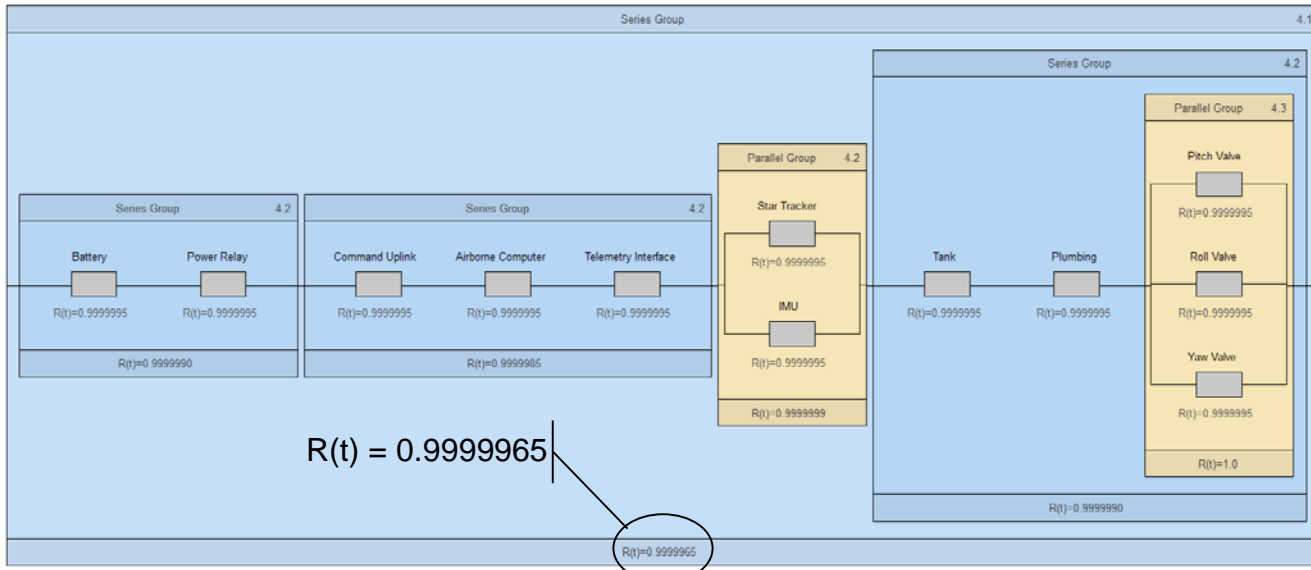 Series Group 4.1
Series Group 4.2
Parallel Group 4.3
Pitch Valve
R(t)=0.9999995
Roll Valve
R(t)=0.9999995
Yaw Valve
R(t)=0.9999995
R(t)=1.0
Tank
R(t)=0.9999995
Plumbing
R(t)=0.9999995
R(t)=0.9999990
Parallel Group 4.2
Star Tracker
R(t)=0.9999995
IMU
R(t)=0.9999995
R(t)=0.9999999
Series Group 4.2
Battery
R(t)=0.9999995
Power Relay
R(t)=0.9999995
R(t)=0.9999990
Series Group 4.2
Command Uplink
R(t)=0.9999995
Airborne Computer
R(t)=0.9999995
Telemetry Interface
R(t)=0.9999995
R(t)=0.9999985
R(t) = 0.9999965
R(t)=0.9999965